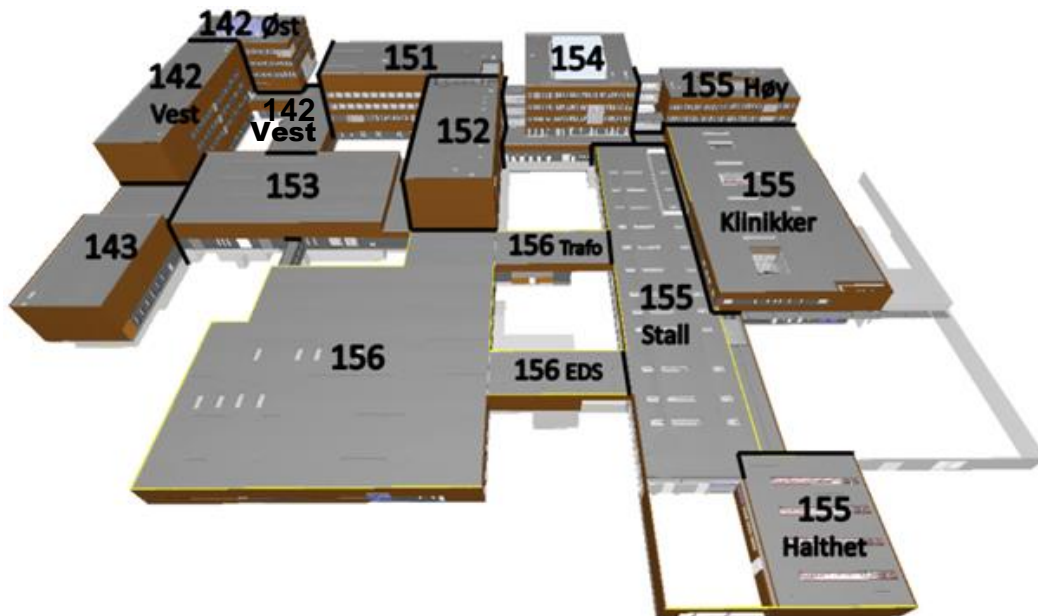 142 Øst
142
Vest
151
154
155 Høy
142
Vest
152
153
155
Klinikker
143
156 Trafo
155
Stall
156
156 EDS
155
Halthet